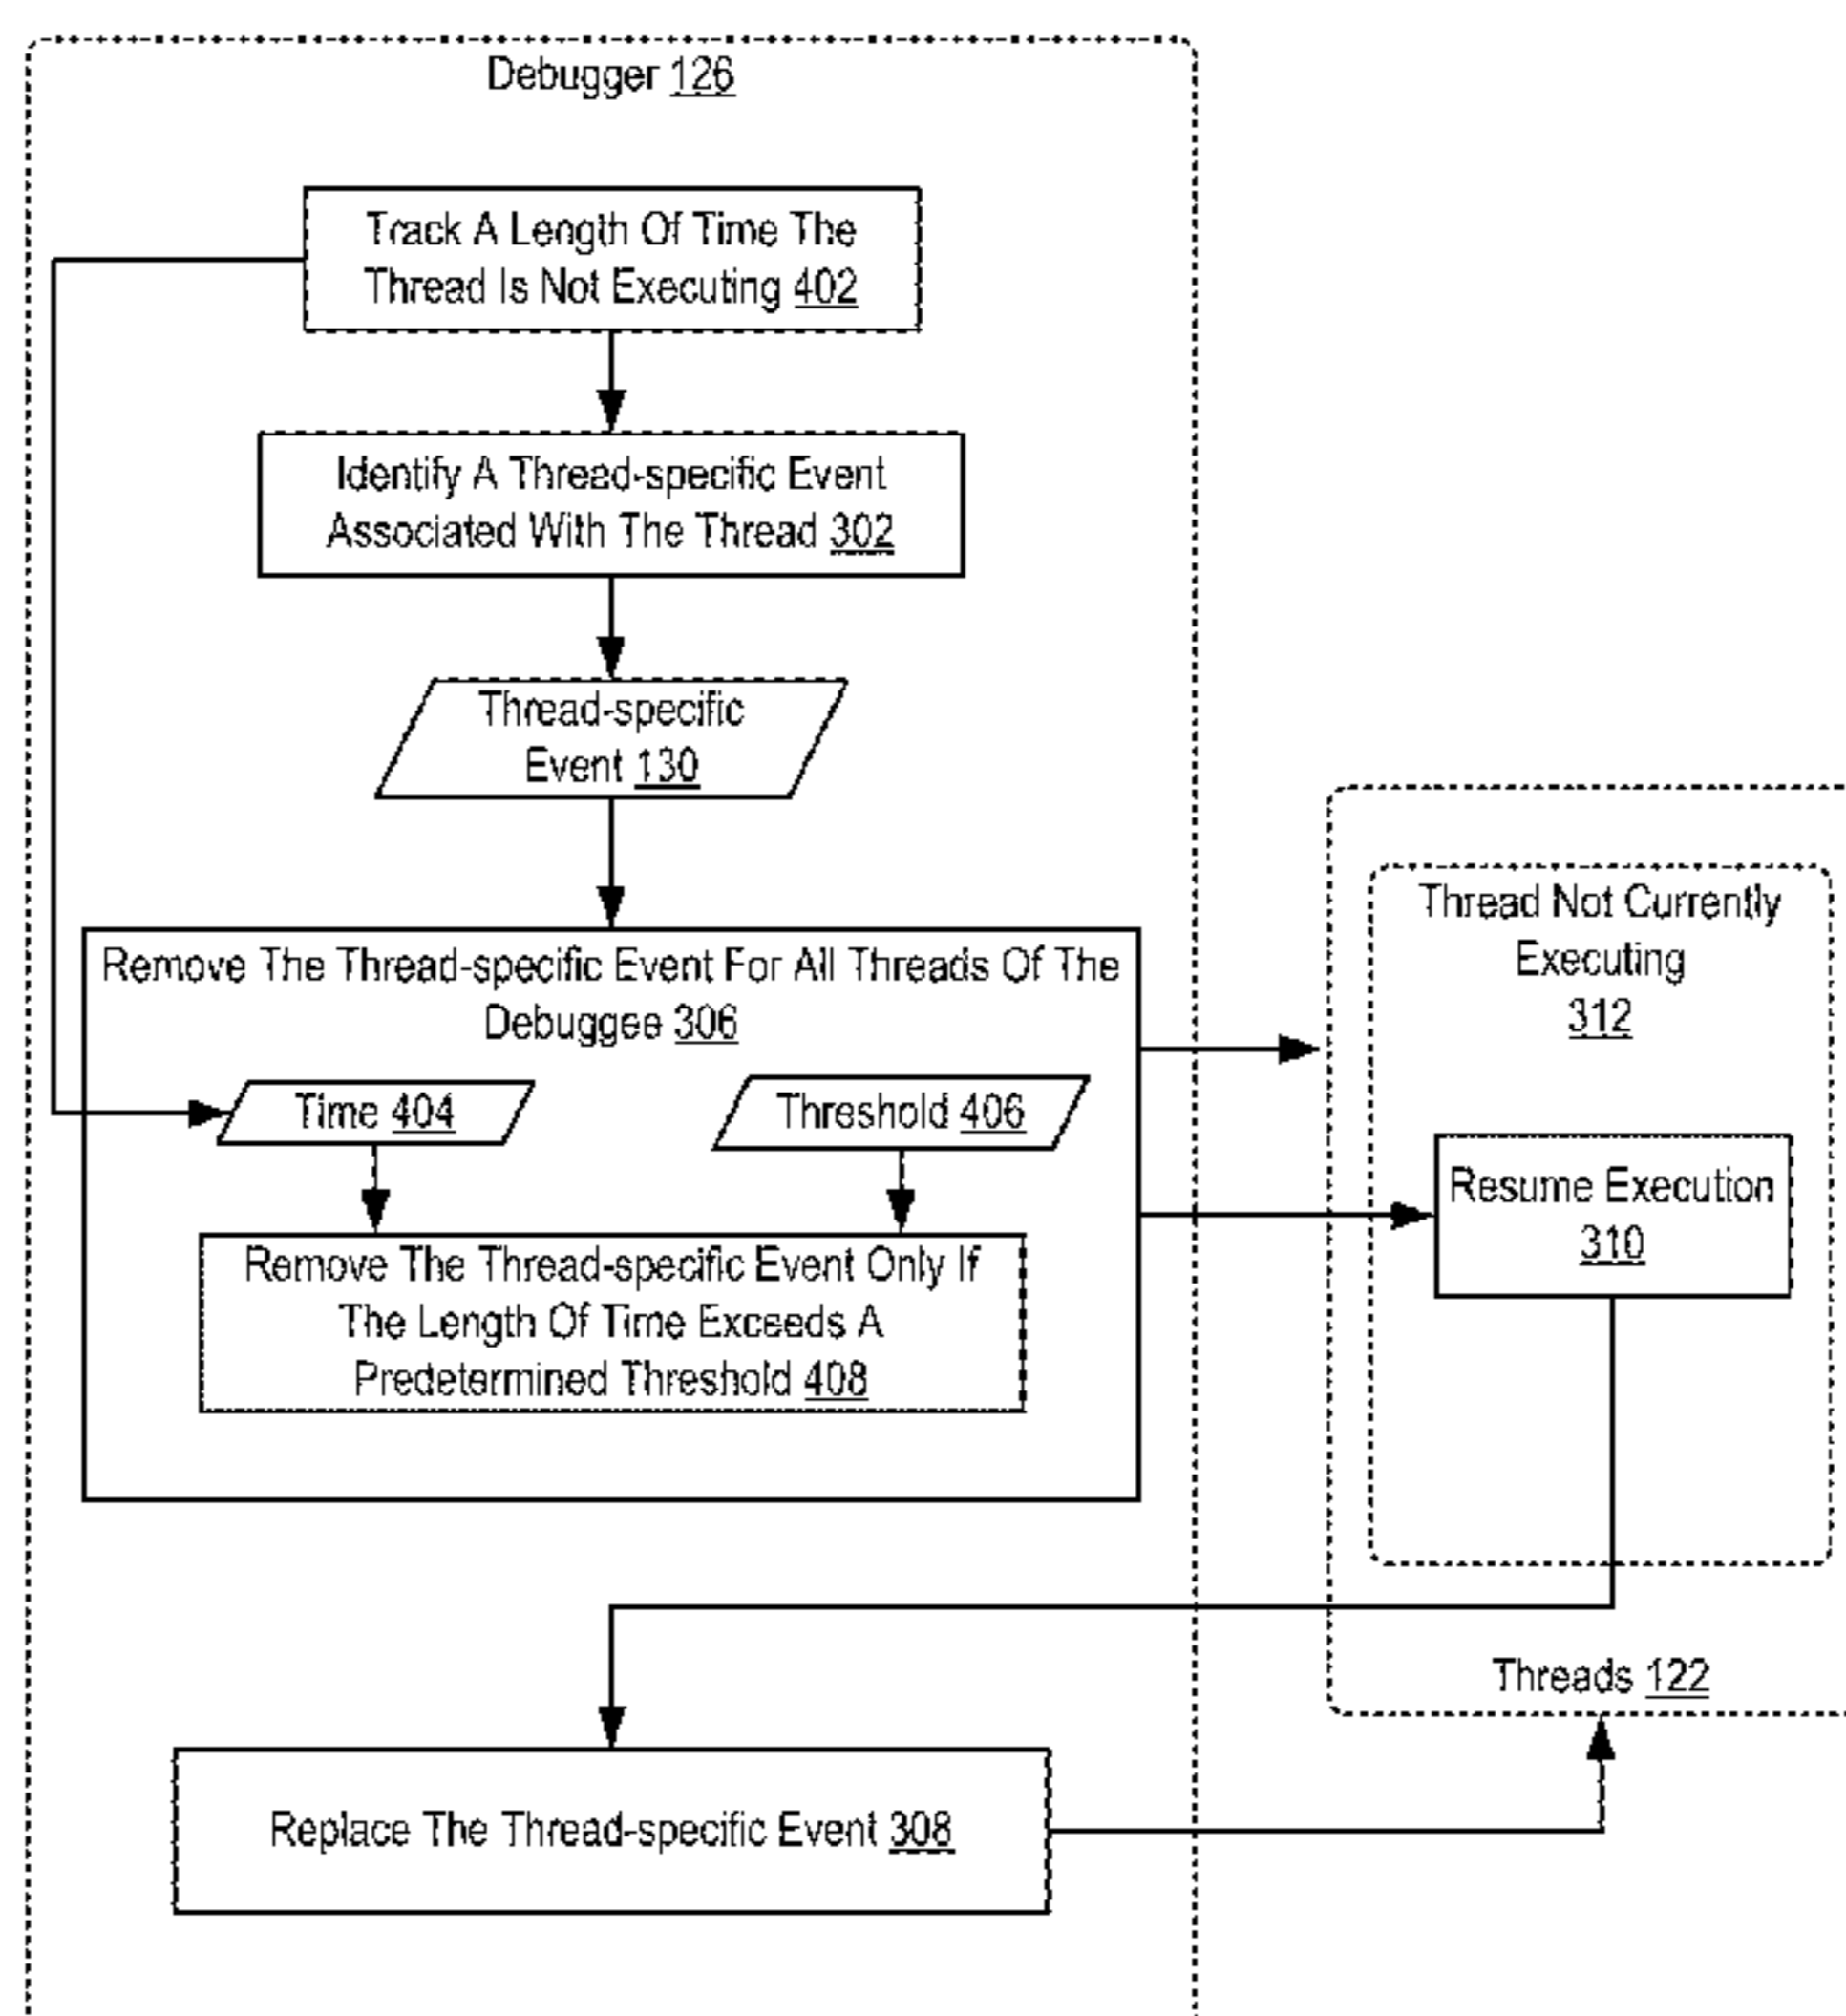 Debugger 126
Track A Length Of Time The
Thread Is Not Executing 402
Identify A Thread-specific Event
Associated With The Thread 302
Thread-specific
Event 130
Remove The Thread-specific Event For All Threads Of The
Debuggee 306
Time 404
Threshold 406
Remove The Thread-specific Event Only If
The Length Of Time Exceeds A
Predetermined Threshold 408
Thread Not Currently
Executing
312
Resume Execution
310
Threads 122
Replace The Thread-specific Event 308